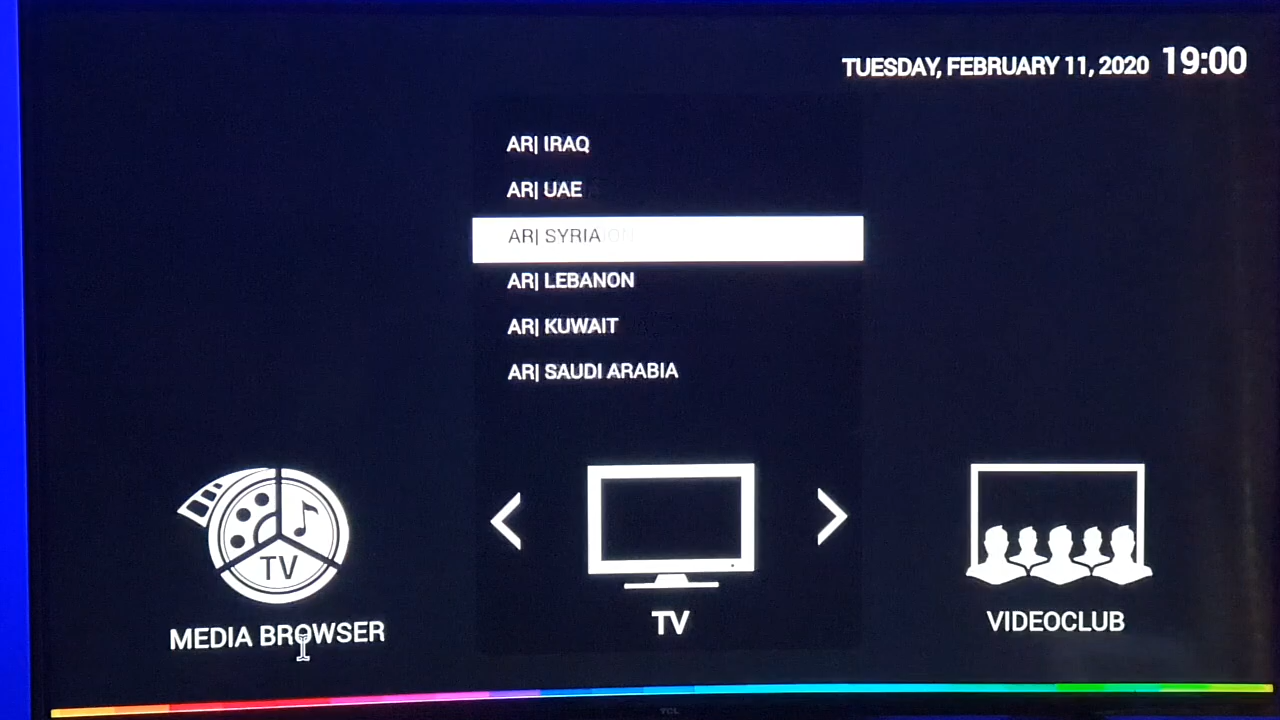 TUESDAY, FEBRUARY 11, 2020 19:00
AR| IRAQ
AR| UAE
AR| SYRIA
AR| LEBANON
AR| KUWAIT
AR| SAUDI ARABIA
TV
MEDIA BROWSER
TV
VIDEOCLUB
TCL